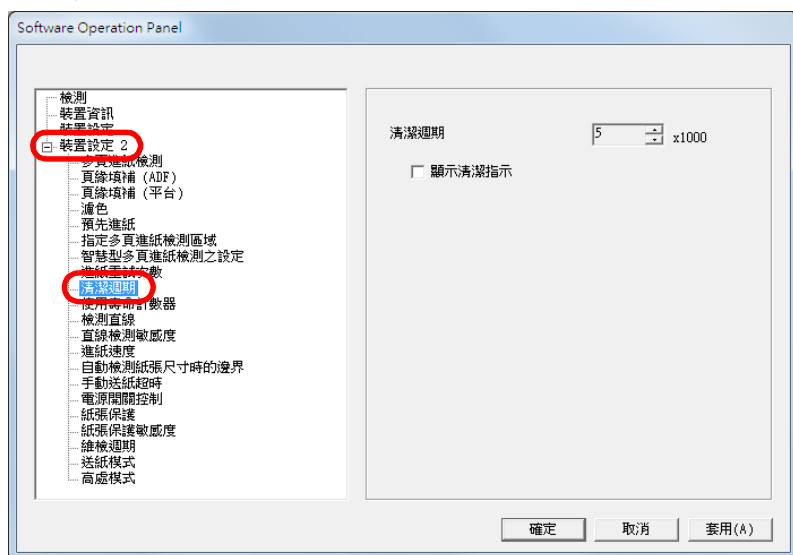 Software Operation Panel
檢測
裝置資訊
裝置設定
裝置設定 2
多頁進紙檢測
頁緣填補 (ADF)
頁緣填補 (平台)
濾色
預先進紙
指定多頁進紙檢測區域
智慧型多頁進紙檢測之設定
進紙重試次數
清潔週期
使用壽命計數器
檢測直線
直線檢測敏感度
進紙速度
自動檢測紙張尺寸時的邊界
手動送紙超時
電源開關控制
紙張保護
紙張保護敏感度
維檢週期
送紙模式
高處模式
清潔週期 5 x1000
顯示清潔指示
確定 取消 套用(A)